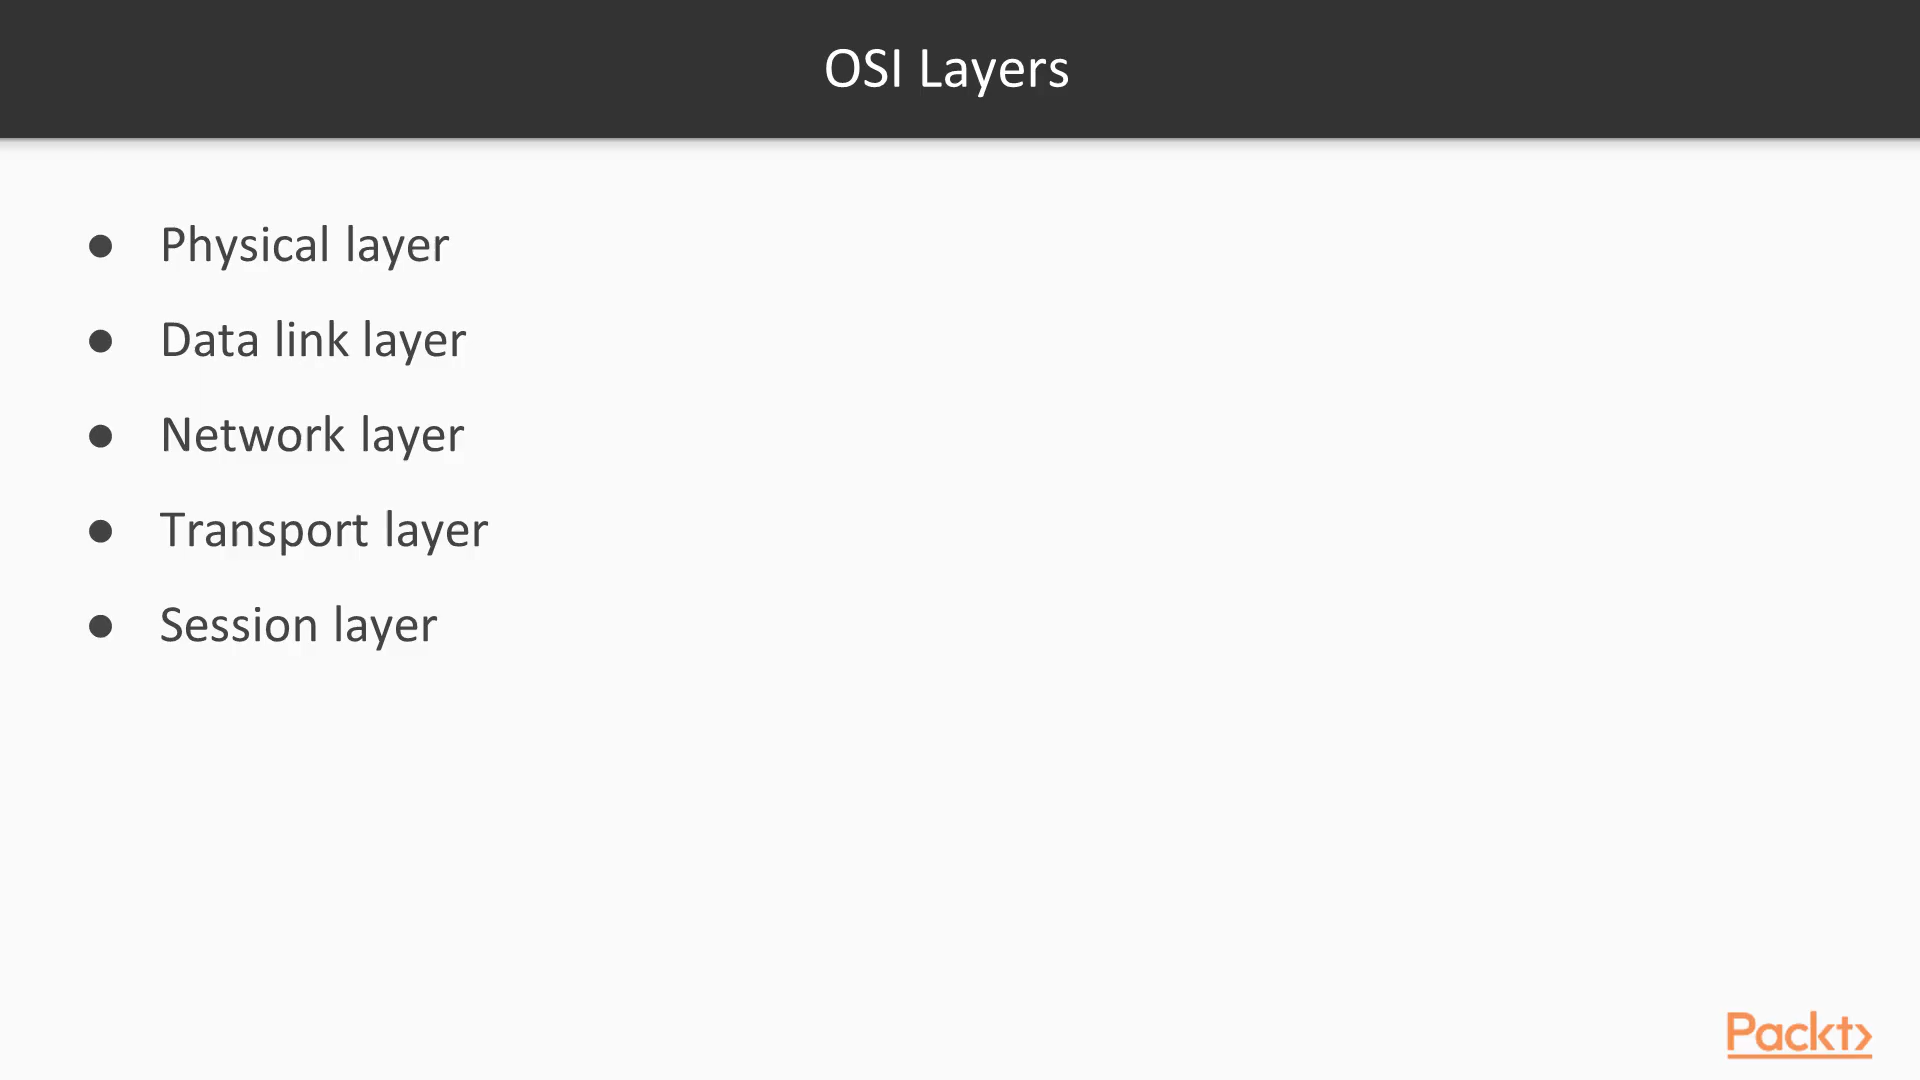 OSI Layers
● Physical layer
● Data link layer
● Network layer
● Transport layer
● Session layer
Packt>